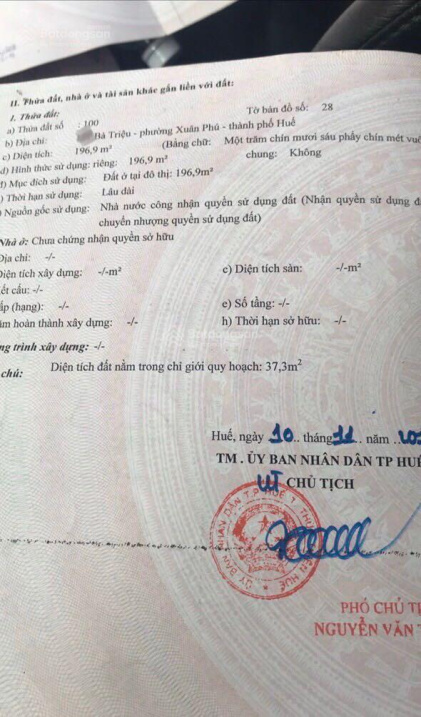 II. Thửa đất, nhà ở và tài sản khác gắn liền với đất:
1. Thửa đất:
a) Thửa đất số : 100 Tờ bản đồ số: 28
b) Địa chỉ: Bà Triệu - phường Xuân Phú - thành phố Huế
c) Diện tích: 196,9 m² (Bằng chữ: Một trăm chín mươi sáu phẩy chín mét vuô
d) Hình thức sử dụng: riêng: 196,9 m² chung: Không
) Mục đích sử dụng: Đất ở tại đô thị: 196,9m²
) Thời hạn sử dụng: Lâu dài
) Nguồn gốc sử dụng: Nhà nước công nhận quyền sử dụng đất (Nhận quyền sử dụng đ
chuyển nhượng quyền sử dụng đất)
Nhà ở: Chưa chứng nhận quyền sở hữu
Địa chỉ: -/-
Diện tích xây dựng: -/-m² c) Diện tích sàn: -/-m²
ết cấu: -/-
ấp (hạng): -/- e) Số tầng: -/-
ăm hoàn thành xây dựng: -/- h) Thời hạn sở hữu: -/-
ng trình xây dựng: -/-
chú: Diện tích đất nằm trong chỉ giới quy hoạch: 37,3m²
Huế, ngày 10.. tháng 11.. năm ..20
TM . ỦY BAN NHÂN DÂN TP HUẾ
KT CHỦ TỊCH
PHÓ CHỦ T
NGUYỄN VĂN